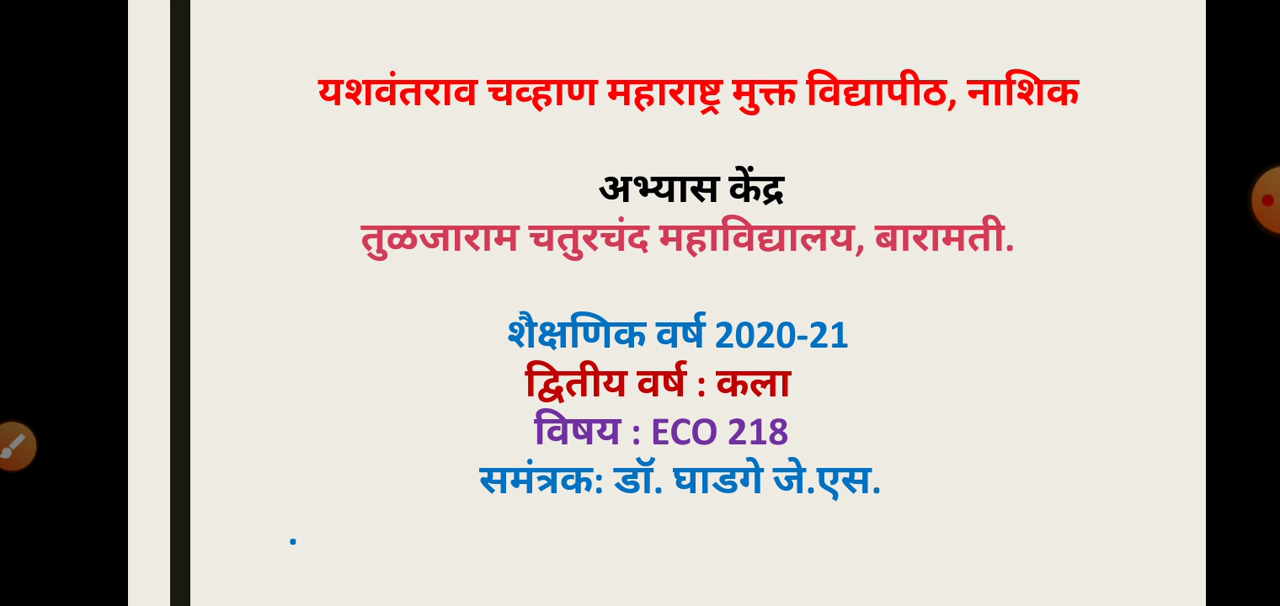 यशवंतराव चव्हाण महाराष्ट्र मुक्त विद्यापीठ, नाशिक
अभ्यास केंद्र
तुळजाराम चतुरचंद महाविद्यालय, बारामती.
शैक्षणिक वर्ष 2020-21
द्वितीय वर्ष : कला
विषय : ECO 218
समंत्रक: डॉ. घाडगे जे.एस.
.